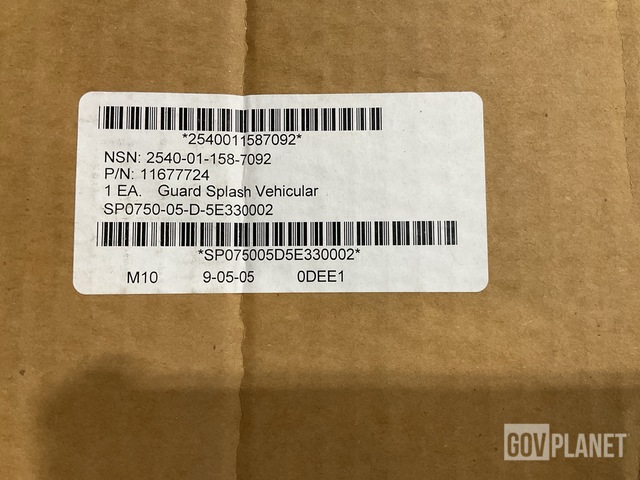 *2540011587092*
NSN: 2540-01-158-7092
P/N: 11677724
1 EA. Guard Splash Vehicular
SP0750-05-D-5E330002
*SP075005D5E330002*
M10 9-05-05 0DEE1
GOVPLANET